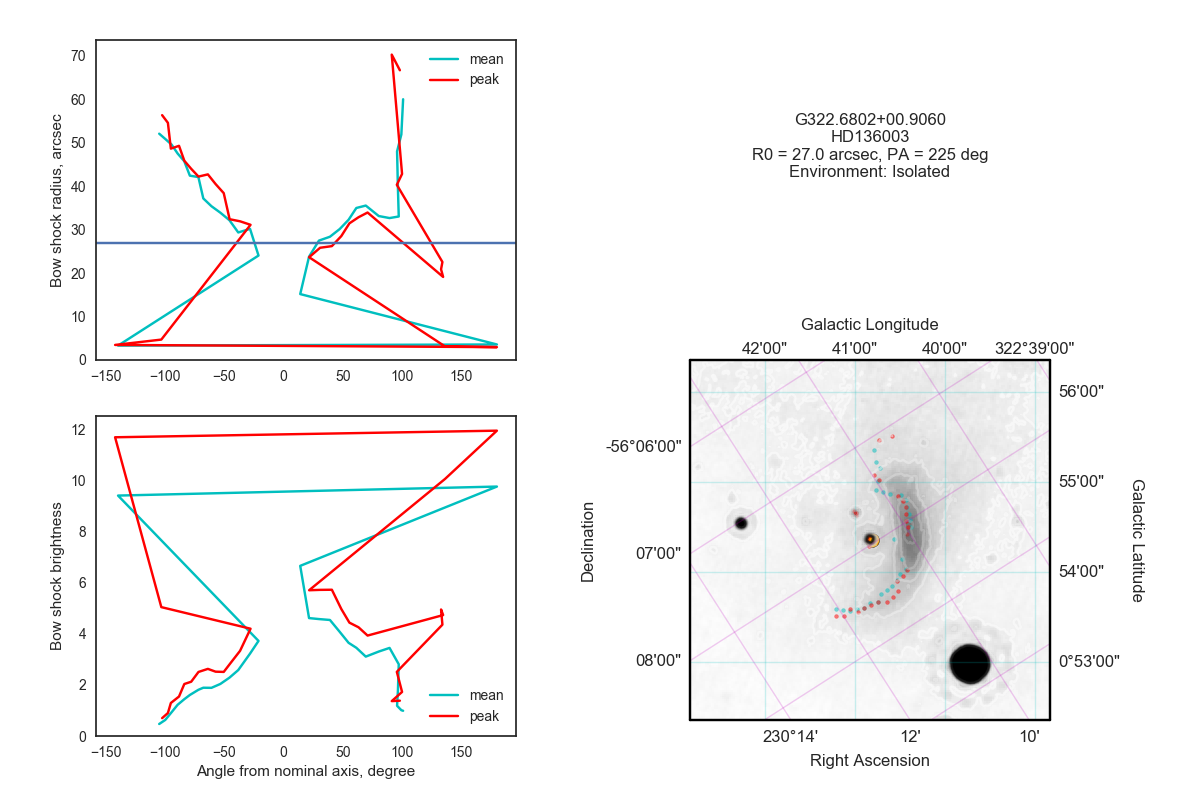 70
60
50
40
30
20
10
0
Bow shock radius, arcsec
mean
peak
−150
−100
−50
0
50
100
150
12
10
8
6
4
2
0
Bow shock brightness
mean
peak
−150
−100
−50
0
50
100
150
Angle from nominal axis, degree
G322.6802+00.9060
HD136003
R0 = 27.0 arcsec, PA = 225 deg
Environment: Isolated
Galactic Longitude
42'00"
41'00"
40'00"
322°39'00"
-56°06'00"
07'00"
08'00"
Declination
56'00"
55'00"
54'00"
0°53'00"
Galactic Latitude
230°14'
12'
10'
Right Ascension